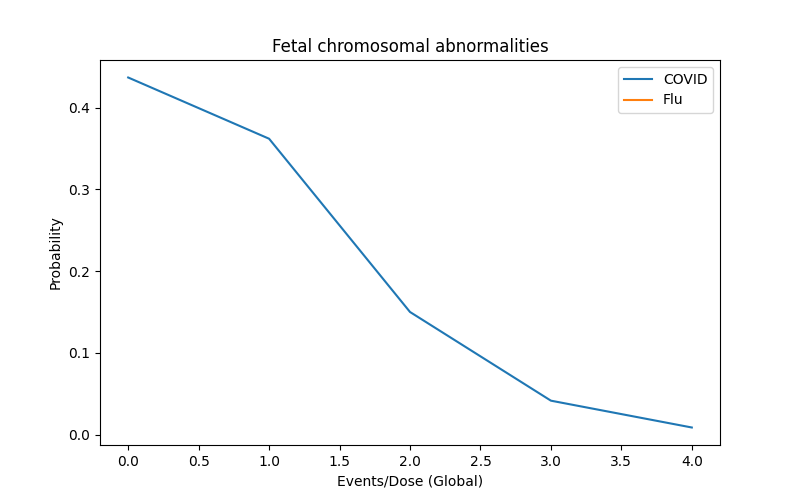 Fetal chromosomal abnormalities
COVID
Flu
Probability
0.4
0.3
0.2
0.1
0.0
0.0 0.5 1.0 1.5 2.0 2.5 3.0 3.5 4.0
Events/Dose (Global)